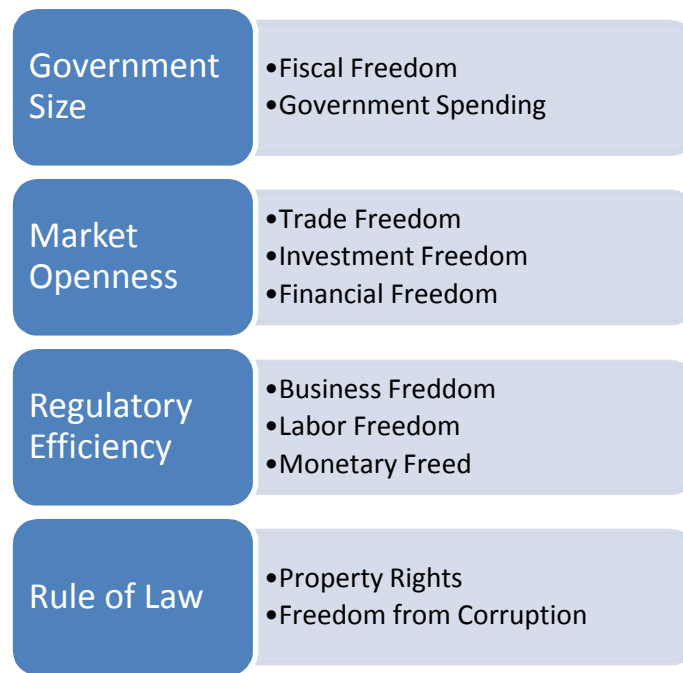 Government
Size
•Fiscal Freedom
•Government Spending
Market
Openness
•Trade Freedom
•Investment Freedom
•Financial Freedom
Regulatory
Efficiency
•Business Freddom
•Labor Freedom
•Monetary Freed
Rule of Law
•Property Rights
•Freedom from Corruption